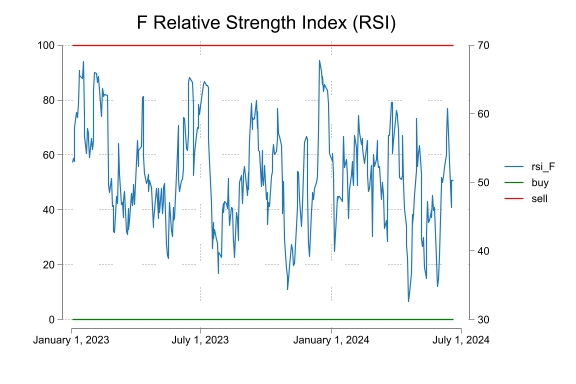 F Relative Strength Index (RSI)
100
80
60
40
20
0
70
60
50
40
30
January 1, 2023
July 1, 2023
January 1, 2024
July 1, 2024
rsi_F
buy
sell